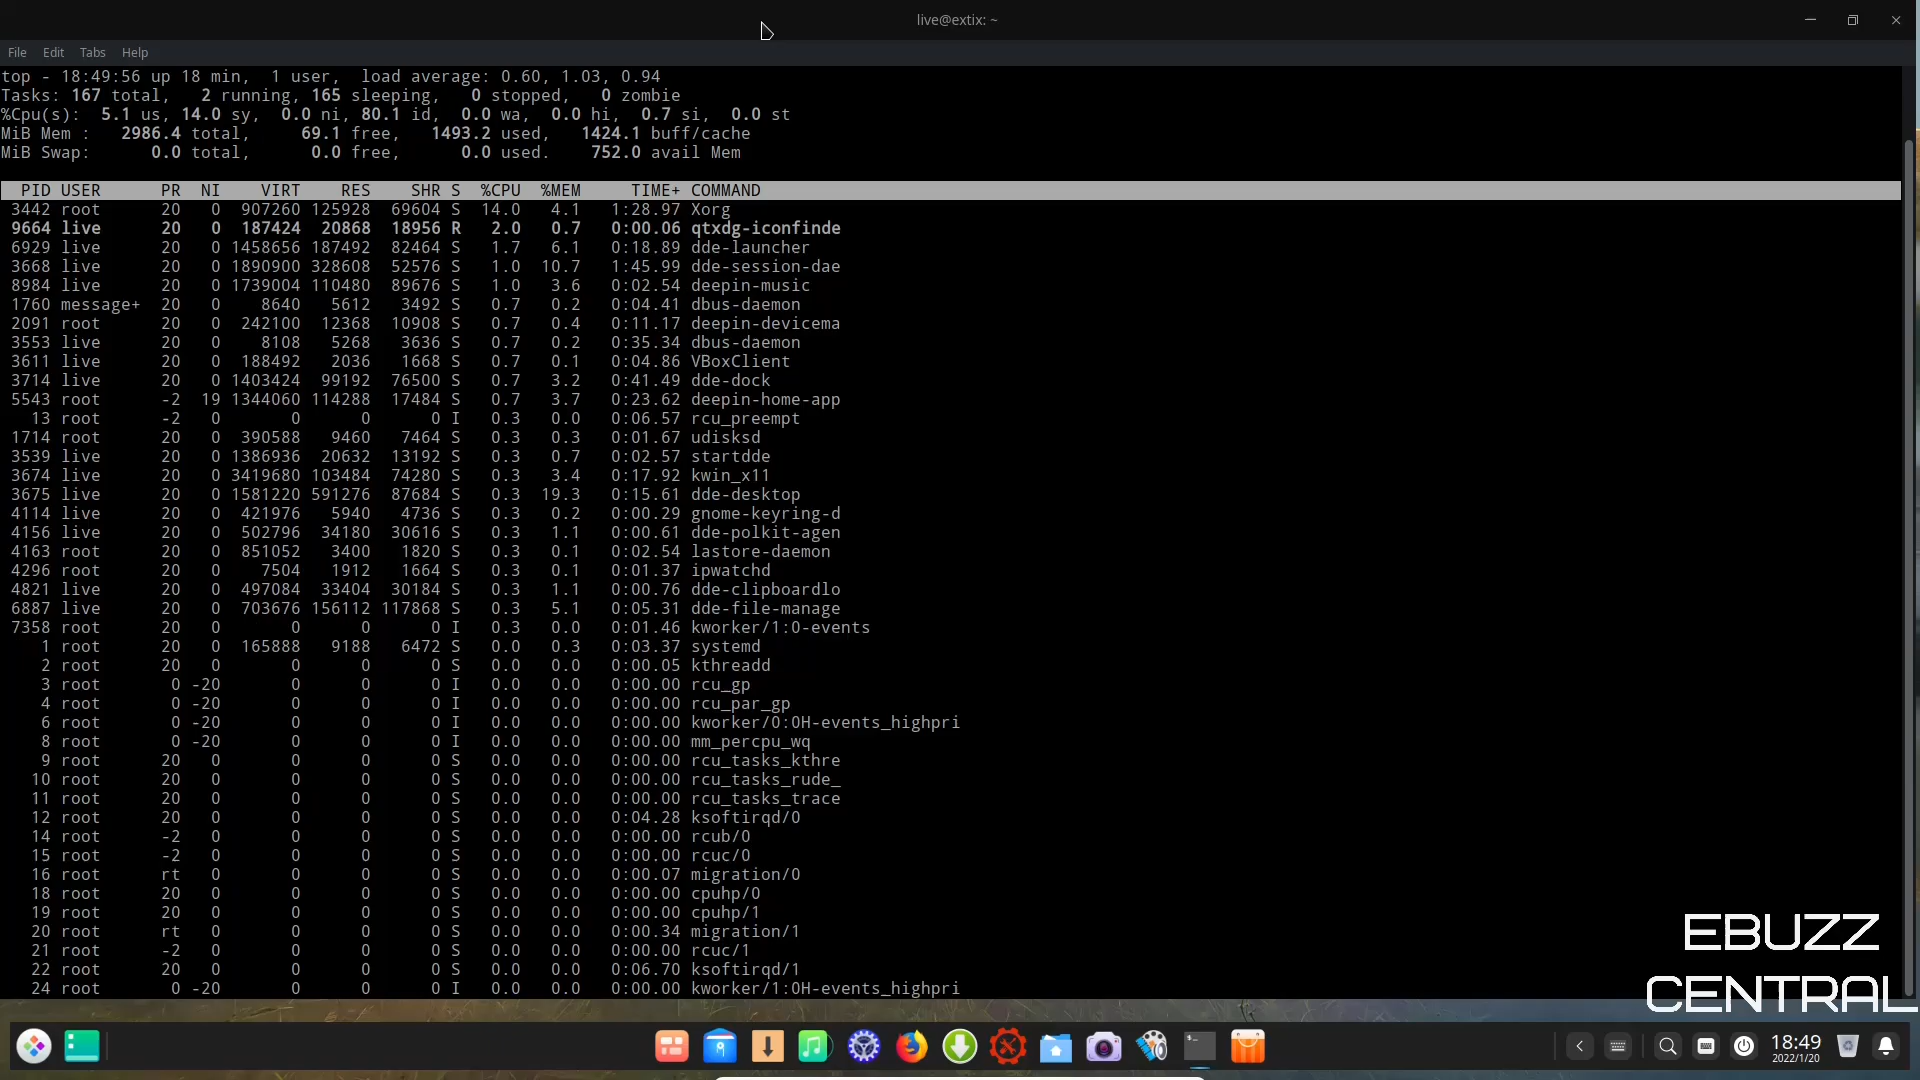 live@extix: ~
File Edit Tabs Help
top - 18:49:56 up 18 min,  1 user,  load average: 0.60, 1.03, 0.94
Tasks: 167 total,   2 running, 165 sleeping,   0 stopped,   0 zombie
%Cpu(s):  5.1 us, 14.0 sy,  0.0 ni, 80.1 id,  0.0 wa,  0.0 hi,  0.7 si,  0.0 st
MiB Mem :   2986.4 total,     69.1 free,   1493.2 used,   1424.1 buff/cache
MiB Swap:      0.0 total,      0.0 free,      0.0 used.    752.0 avail Mem
PID USER PR NI VIRT RES SHR S %CPU %MEM TIME+ COMMAND
3442 root 20 0 907260 125928 69604 S 14.0 4.1 1:28.97 Xorg
9664 live 20 0 187424 20868 18956 R 2.0 0.7 0:00.06 qtxdg-iconfinde
6929 live 20 0 1458656 187492 82464 S 1.7 6.1 0:18.89 dde-launcher
3668 live 20 0 1890900 328608 52576 S 1.0 10.7 1:45.99 dde-session-dae
8984 live 20 0 1739004 110480 89676 S 1.0 3.6 0:02.54 deepin-music
1760 message+ 20 0 8640 5612 3492 S 0.7 0.2 0:04.41 dbus-daemon
2091 root 20 0 242100 12368 10908 S 0.7 0.4 0:11.17 deepin-devicema
3553 live 20 0 8108 5268 3636 S 0.7 0.2 0:35.34 dbus-daemon
3611 live 20 0 188492 2036 1668 S 0.7 0.1 0:04.86 VBoxClient
3714 live 20 0 1403424 99192 76500 S 0.7 3.2 0:41.49 dde-dock
5543 root -2 19 1344060 114288 17484 S 0.7 3.7 0:23.62 deepin-home-app
13 root -2 0 0 0 0 I 0.3 0.0 0:06.57 rcu_preempt
1714 root 20 0 390588 9460 7464 S 0.3 0.3 0:01.67 udisksd
3539 live 20 0 1386936 20632 13192 S 0.3 0.7 0:02.57 startdde
3674 live 20 0 3419680 103484 74280 S 0.3 3.4 0:17.92 kwin_x11
3675 live 20 0 1581220 591276 87684 S 0.3 19.3 0:15.61 dde-desktop
4114 live 20 0 421976 5940 4736 S 0.3 0.2 0:00.29 gnome-keyring-d
4156 live 20 0 502796 34180 30616 S 0.3 1.1 0:00.61 dde-polkit-agen
4163 root 20 0 851052 3400 1820 S 0.3 0.1 0:02.54 lastore-daemon
4296 root 20 0 7504 1912 1664 S 0.3 0.1 0:01.37 ipwatchd
4821 live 20 0 497084 33404 30184 S 0.3 1.1 0:00.76 dde-clipboardlo
6887 live 20 0 703676 156112 117868 S 0.3 5.1 0:05.31 dde-file-manage
7358 root 20 0 0 0 0 I 0.3 0.0 0:01.46 kworker/1:0-events
1 root 20 0 165888 9188 6472 S 0.0 0.3 0:03.37 systemd
2 root 20 0 0 0 0 S 0.0 0.0 0:00.05 kthreadd
3 root 0 -20 0 0 0 I 0.0 0.0 0:00.00 rcu_gp
4 root 0 -20 0 0 0 I 0.0 0.0 0:00.00 rcu_par_gp
6 root 0 -20 0 0 0 I 0.0 0.0 0:00.00 kworker/0:0H-events_highpri
8 root 0 -20 0 0 0 I 0.0 0.0 0:00.00 mm_percpu_wq
9 root 20 0 0 0 0 S 0.0 0.0 0:00.00 rcu_tasks_kthre
10 root 20 0 0 0 0 S 0.0 0.0 0:00.00 rcu_tasks_rude_
11 root 20 0 0 0 0 S 0.0 0.0 0:00.00 rcu_tasks_trace
12 root 20 0 0 0 0 S 0.0 0.0 0:04.28 ksoftirqd/0
14 root -2 0 0 0 0 S 0.0 0.0 0:00.00 rcub/0
15 root -2 0 0 0 0 S 0.0 0.0 0:00.00 rcuc/0
16 root rt 0 0 0 0 S 0.0 0.0 0:00.07 migration/0
18 root 20 0 0 0 0 S 0.0 0.0 0:00.00 cpuhp/0
19 root 20 0 0 0 0 S 0.0 0.0 0:00.00 cpuhp/1
20 root rt 0 0 0 0 S 0.0 0.0 0:00.34 migration/1
21 root -2 0 0 0 0 S 0.0 0.0 0:00.00 rcuc/1
22 root 20 0 0 0 0 S 0.0 0.0 0:06.70 ksoftirqd/1
24 root 0 -20 0 0 0 I 0.0 0.0 0:00.00 kworker/1:0H-events_highpri
EBUZZ
CENTRAL
18:49
2022/1/20